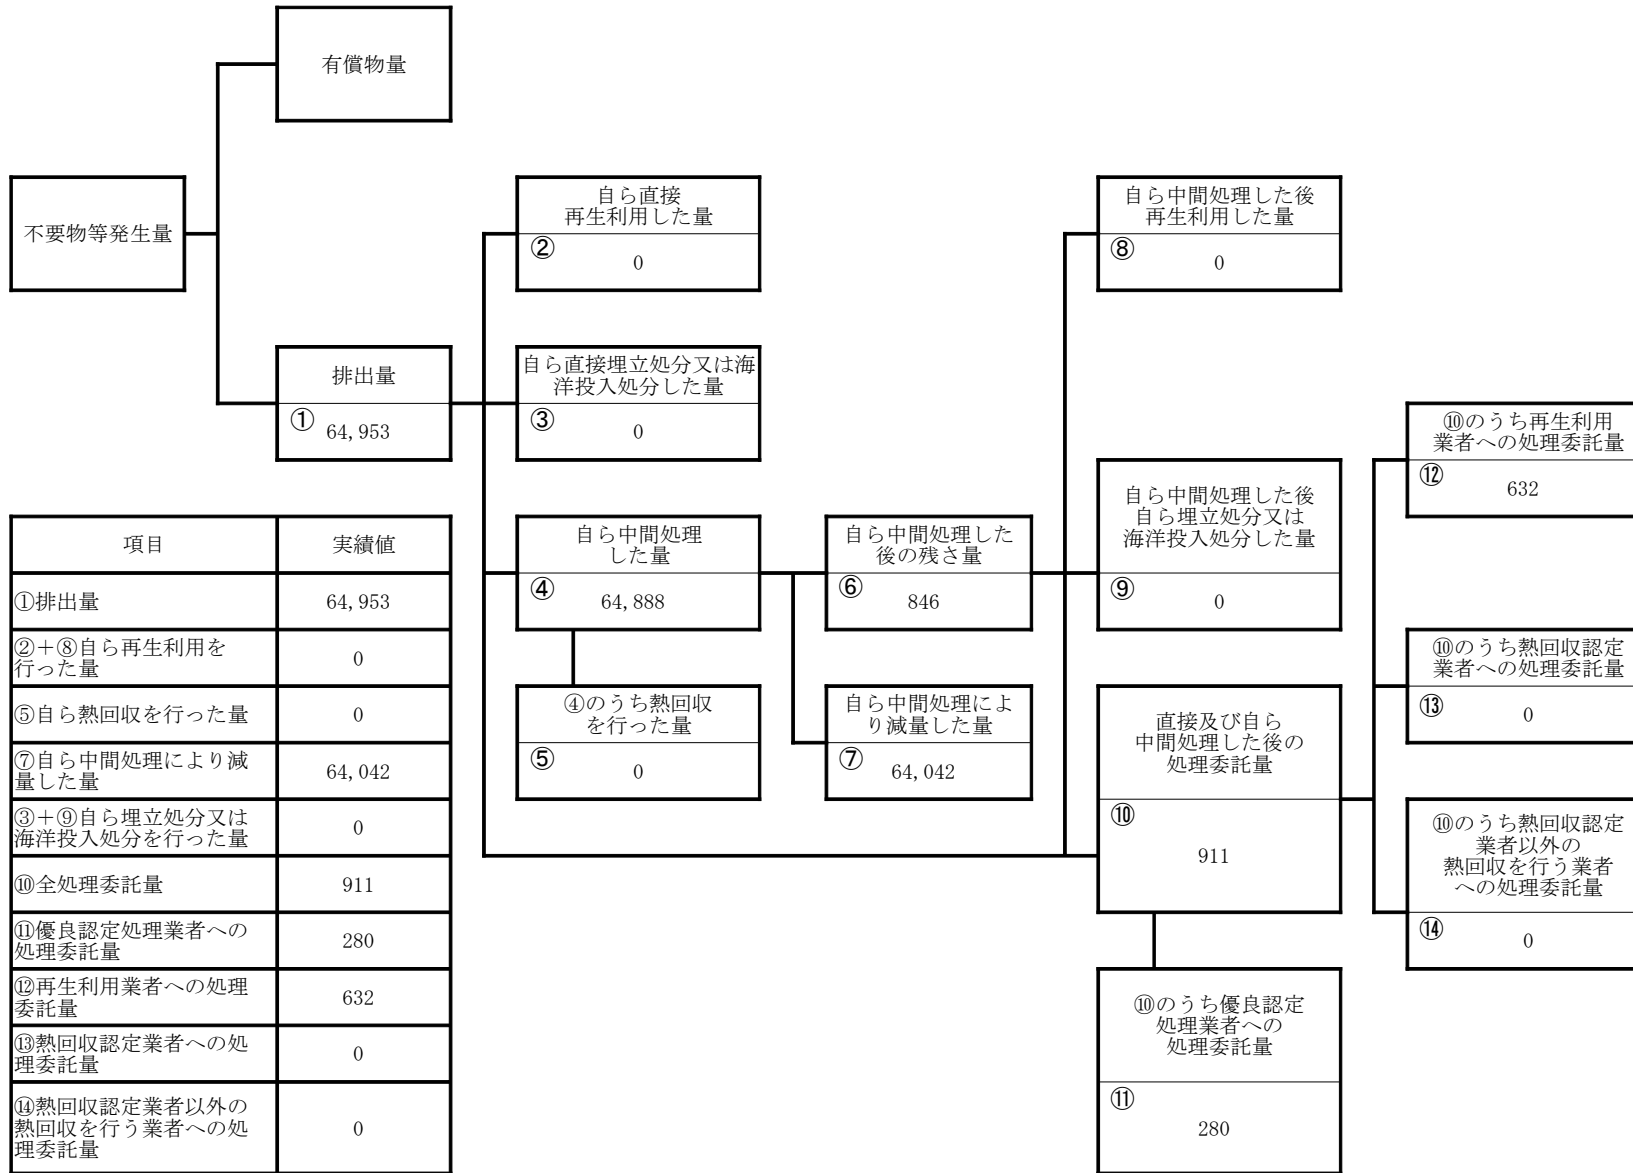 有償物量
不要物等発生量
自ら直接
再生利用した量
②
0
自ら中間処理した後
再生利用した量
⑧
0
排出量
①
64,953
自ら直接埋立処分又は海
洋投入処分した量
③
0
⑩のうち再生利用
業者への処理委託量
⑫
632
自ら中間処理
した量
④
64,888
自ら中間処理した
後の残さ量
⑥
846
自ら中間処理した後
自ら埋立処分又は
海洋投入処分した量
⑨
0
⑩のうち熱回収認定
業者への処理委託量
⑬
0
④のうち熱回収
を行った量
⑤
0
自ら中間処理によ
り減量した量
⑦
64,042
直接及び自ら
中間処理した後の
処理委託量
⑩
911
⑩のうち熱回収認定
業者以外の
熱回収を行う業者
への処理委託量
⑭
0
⑩のうち優良認定
処理業者への
処理委託量
⑪
280
項目 実績値
①排出量 64,953
②＋⑧自ら再生利用を
行った量 0
⑤自ら熱回収を行った量 0
⑦自ら中間処理により減
量した量 64,042
③＋⑨自ら埋立処分又は
海洋投入処分を行った量 0
⑩全処理委託量 911
⑪優良認定処理業者への
処理委託量 280
⑫再生利用業者への処理
委託量 632
⑬熱回収認定業者への処
理委託量 0
⑭熱回収認定業者以外の
熱回収を行う業者への処 0
理委託量